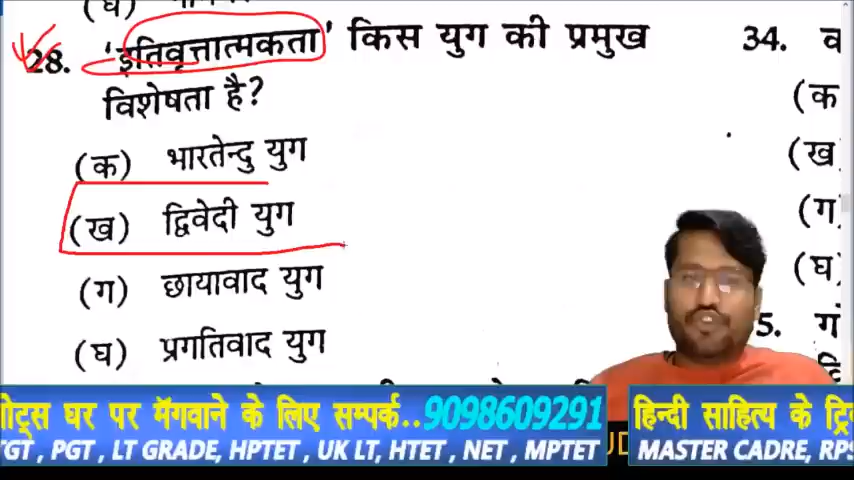 (घ)
28. 'इतिवृत्तात्मकता' किस युग की प्रमुख
विशेषता है?
(क) भारतेन्दु युग
(ख) द्विवेदी युग
(ग) छायावाद युग
(घ) प्रगतिवाद युग
34.
(क
(ख
(ग
(घ)
5.
नोट्स घर पर मॅगवाने के लिए सम्पर्क..9098609291
TGT , PGT , LT GRADE, HPTET , UK LT, HTET , NET , MPTET
हिन्दी साहित्य के
MASTER CADRE, RPS